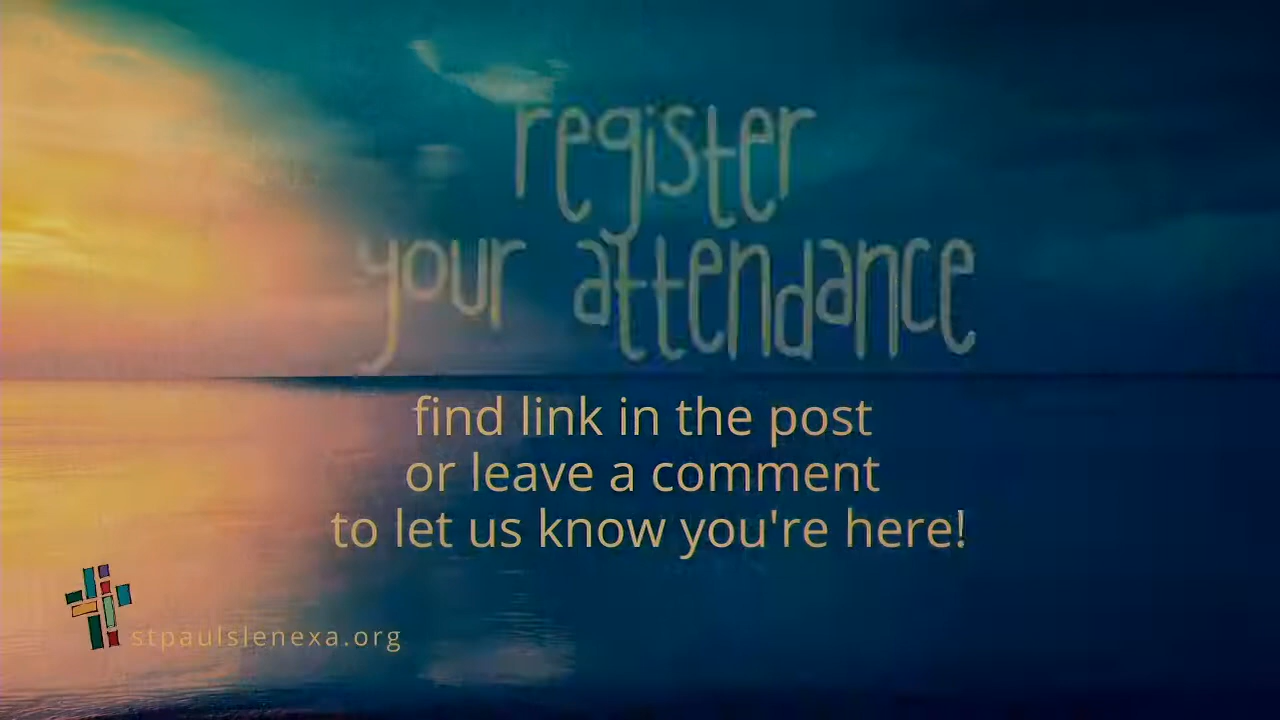 register
your attendance
find link in the post
or leave a comment
to let us know you're here!
stpaulslenexa.org